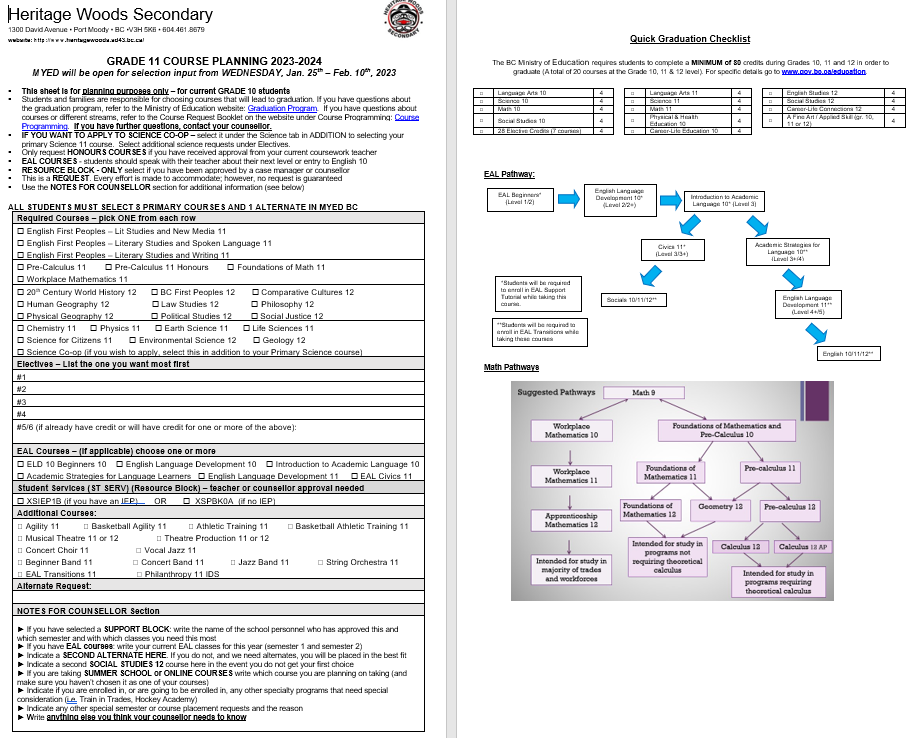 Heritage Woods Secondary
1300 David Avenue • Port Moody • BC •V3H 5K6 • 604.461.8679
website: http://www.heritagewoods.sd43.bc.ca/
HERITAGE WOODS
SECONDARY
GRADE 11 COURSE PLANNING 2023-2024
MYED will be open for selection input from WEDNESDAY, Jan. 25th – Feb. 10th, 2023
▪ This sheet is for planning purposes only – for current GRADE 10 students
▪ Students and families are responsible for choosing courses that will lead to graduation. If you have questions about
the graduation program, refer to the Ministry of Education website: Graduation Program. If you have questions about
courses or different streams, refer to the Course Request Booklet on the website under Course Programming: Course
Programming. If you have further questions, contact your counsellor.
▪ IF YOU WANT TO APPLY TO SCIENCE CO-OP – select it under the Science tab in ADDITION to selecting your
primary Science 11 course. Select additional science requests under Electives.
▪ Only request HONOURS COURSES if you have received approval from your current coursework teacher
▪ EAL COURSES - students should speak with their teacher about their next level or entry to English 10
▪ RESOURCE BLOCK - ONLY select if you have been approved by a case manager or counsellor
▪ This is a REQUEST. Every effort is made to accommodate; however, no request is guaranteed
▪ Use the NOTES FOR COUNSELLOR section for additional information (see below)
ALL STUDENTS MUST SELECT 8 PRIMARY COURSES AND 1 ALTERNATE IN MYED BC
Required Courses – pick ONE from each row
☐ English First Peoples – Lit Studies and New Media 11
☐ English First Peoples – Literary Studies and Spoken Language 11
☐ English First Peoples – Literary Studies and Writing 11
☐ Pre-Calculus 11 ☐ Pre-Calculus 11 Honours ☐ Foundations of Math 11
☐ Workplace Mathematics 11
☐ 20th Century World History 12 ☐ BC First Peoples 12 ☐ Comparative Cultures 12
☐ Human Geography 12 ☐ Law Studies 12 ☐ Philosophy 12
☐ Physical Geography 12 ☐ Political Studies 12 ☐ Social Justice 12
☐ Chemistry 11 ☐ Physics 11 ☐ Earth Science 11 ☐ Life Sciences 11
☐ Science for Citizens 11 ☐ Environmental Science 12 ☐ Geology 12
☐ Science Co-op (if you wish to apply, select this in addition to your Primary Science course)
Electives – List the one you want most first
#1
#2
#3
#4
#5/6 (if already have credit or will have credit for one or more of the above):
EAL Courses – (if applicable) choose one or more
☐ ELD 10 Beginners 10 ☐ English Language Development 10 ☐ Introduction to Academic Language 10
☐ Academic Strategies for Language Learners ☐ English Language Development 11 ☐ EAL Civics 11
Student Services (ST SERV) (Resource Block) – teacher or counsellor approval needed
☐ XSIEP1B (if you have an IEP) OR ☐ XSPBK0A (if no IEP)
Additional Courses:
☐ Agility 11 ☐ Basketball Agility 11 ☐ Athletic Training 11 ☐ Basketball Athletic Training 11
☐ Musical Theatre 11 or 12 ☐ Theatre Production 11 or 12
☐ Concert Choir 11 ☐ Vocal Jazz 11
☐ Beginner Band 11 ☐ Concert Band 11 ☐ Jazz Band 11 ☐ String Orchestra 11
☐ EAL Transitions 11 ☐ Philanthropy 11 IDS
Alternate Request:
NOTES FOR COUNSELLOR Section
► If you have selected a SUPPORT BLOCK: write the name of the school personnel who has approved this and
which semester and with which classes you need this most
► If you have EAL courses: write your current EAL classes for this year (semester 1 and semester 2)
► Indicate a SECOND ALTERNATE HERE. If you do not, and we need alternates, you will be placed in the best fit
► Indicate a second SOCIAL STUDIES 12 course here in the event you do not get your first choice
► If you are taking SUMMER SCHOOL or ONLINE COURSES write which course you are planning on taking (and
make sure you haven't chosen it as one of your courses)
► Indicate if you are enrolled in, or are going to be enrolled in, any other specialty programs that need special
consideration (i.e. Train in Trades, Hockey Academy)
► Indicate any other special semester or course placement requests and the reason
► Write anything else you think your counsellor needs to know
Quick Graduation Checklist
The BC Ministry of Education requires students to complete a MINIMUM of 80 credits during Grades 10, 11 and 12 in order to
graduate (A total of 20 courses at the Grade 10, 11 & 12 level). For specific details go to www.gov.bc.ca/education.
☐ Language Arts 10 4
☐ Science 10 4
☐ Math 10 4
☐ Social Studies 10 4
☐ 28 Elective Credits (7 courses) 4
☐ Language Arts 11 4
☐ Science 11 4
☐ Math 11 4
☐ Physical & Health
Education 10 4
☐ Career-Life Education 10 4
☐ English Studies 12 4
☐ Social Studies 12 4
☐ Career-Life Connections 12 4
☐ A Fine Art / Applied Skill (gr. 10,
11 or 12) 4
EAL Pathway:
EAL Beginners*
(Level 1/2)
English Language
Development 10*
(Level 2/2+)
Introduction to Academic
Language 10* (Level 3)
Civics 11*
(Level 3/3+)
Academic Strategies for
Language 10**
(Level 3+/4)
*Students will be required
to enroll in EAL Support
Tutorial while taking this
course.
Socials 10/11/12**
English Language
Development 11**
(Level 4+/5)
**Students will be required to
enroll in EAL Transitions while
taking these courses
English 10/11/12**
Math Pathways
Suggested Pathways
Math 9
Workplace
Mathematics 10
Foundations of Mathematics and
Pre-Calculus 10
Workplace
Mathematics 11
Foundations of
Mathematics 11
Pre-calculus 11
Apprenticeship
Mathematics 12
Foundations of
Mathematics 12
Geometry 12
Pre-calculus 12
Intended for study in
majority of trades
and workforces
Intended for study in
programs not
requiring theoretical
calculus
Calculus 12
Calculus 12 AP
Intended for study in
programs requiring
theoretical calculus